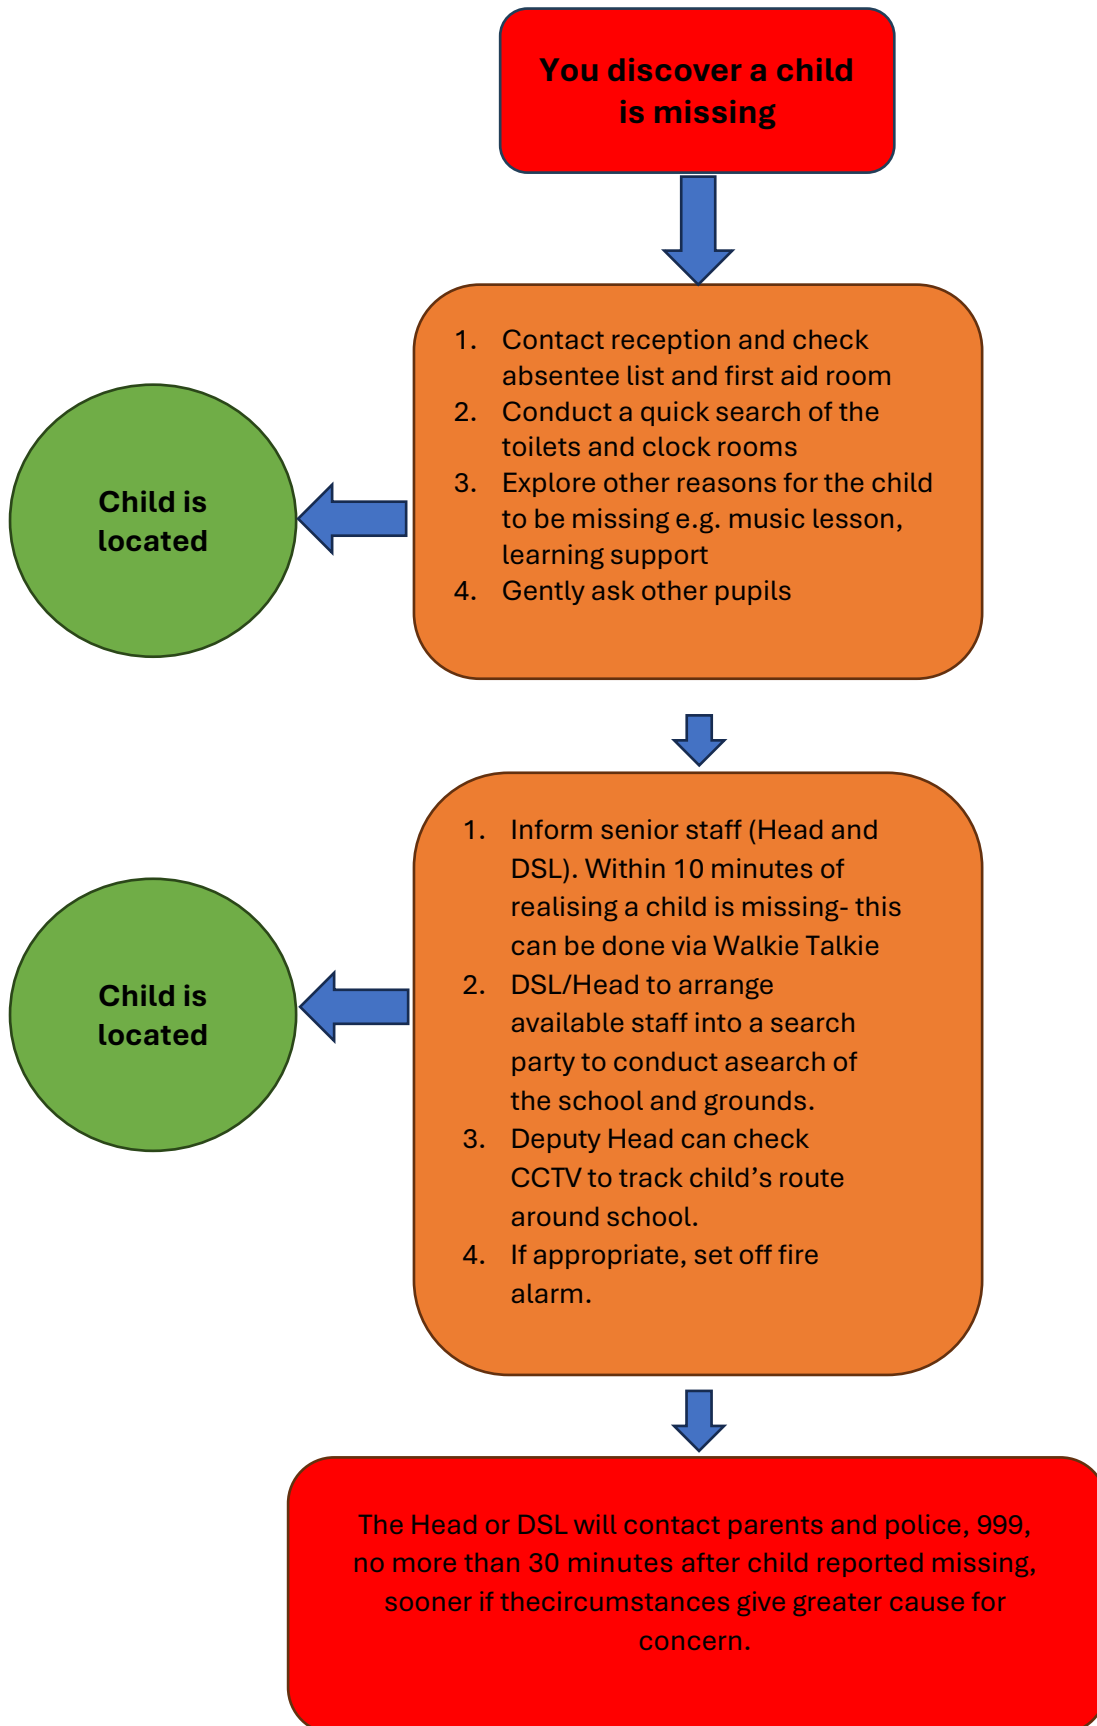 You discover a child
is missing
1. Contact reception and check
absentee list and first aid room
2. Conduct a quick search of the
toilets and clock rooms
3. Explore other reasons for the child
to be missing e.g. music lesson,
learning support
4. Gently ask other pupils
Child is
located
1. Inform senior staff (Head and
DSL). Within 10 minutes of
realising a child is missing- this
can be done via Walkie Talkie
2. DSL/Head to arrange
available staff into a search
party to conduct asearch of
the school and grounds.
3. Deputy Head can check
CCTV to track child’s route
around school.
4. If appropriate, set off fire
alarm.
Child is
located
The Head or DSL will contact parents and police, 999,
no more than 30 minutes after child reported missing,
sooner if thecircumstances give greater cause for
concern.